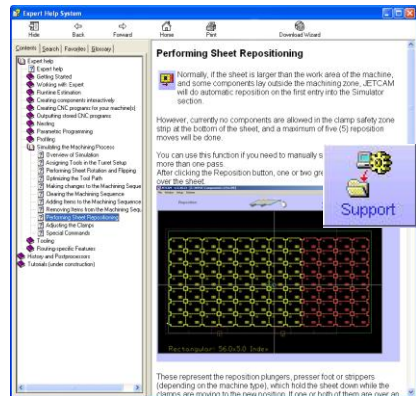 Expert Help System
Hide Back Forward Home Print Download Wizard
Contents Search Favorites Glossary
Expert help
Expert help
Getting Started
Working with Expert
Runtime Estimation
Creating components interactively
Creating CNC programs for your machine(s)
Outputting stored CNC programs
Nesting
Parametric Programming
Profiling
Simulating the Machining Process
Overview of Simulation
Assigning Tools in the Turret Setup
Performing Sheet Rotation and Flipping
Optimising the Tool Path
Making changes to the Machining Seque
Clearing the Machining Sequence
Adding Items to the Machining Sequence
Removing Items from the Machining Seq
Performing Sheet Repositioning
Adjusting the Clamps
Special Commands
Tooling
Routing-specific Features
History and Postprocessors
Tutorials (under construction)
Performing Sheet Repositioning
Normally, if the sheet is larger than the work area of the machine,
and some components lay outside the machining zone, JETCAM
will do automatic reposition on the first entry into the Simulator
section.
However, currently no components are allowed in the clamp safety zone
strip at the bottom of the sheet, and a maximum of five (5) reposition
moves will be done.
You can use this function if you need to manually s
more than one pass.
After clicking the Reposition button, one or two gre
over the sheet.
Support
Reposition
Rectangular 56.0x5.0 Index
These represent the reposition plungers, presser foot or strippers
(depending on the machine type), which hold the sheet down while the
clamps are moving to the new position. If one or both of them are over an